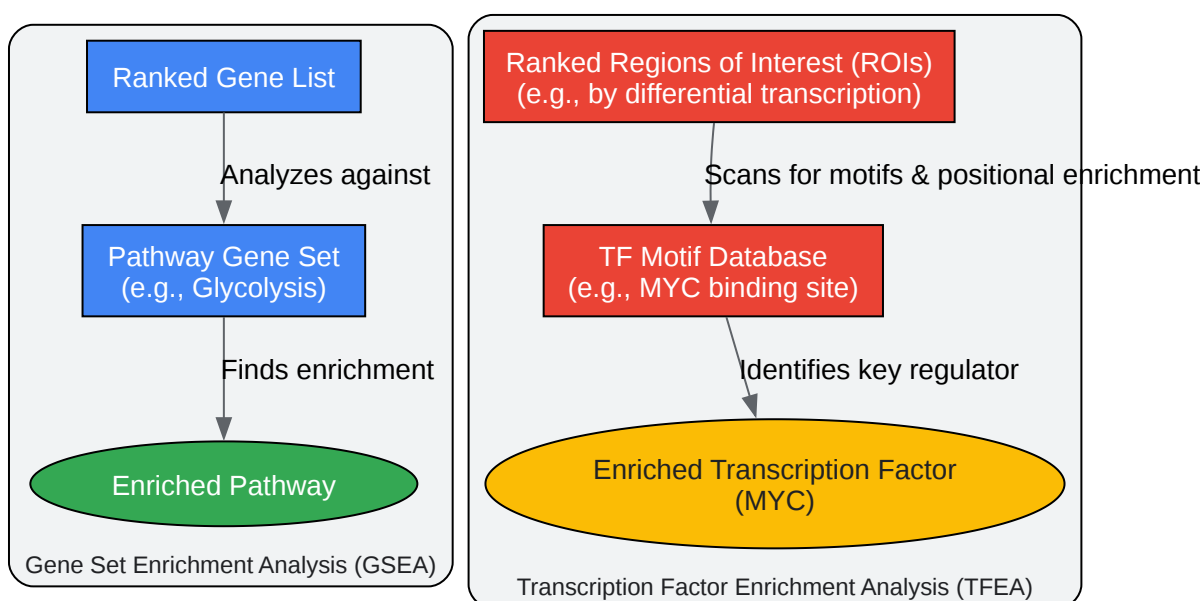 Ranked Gene List
Analyzes against
Pathway Gene Set
(e.g., Glycolysis)
Finds enrichment
Enriched Pathway
Gene Set Enrichment Analysis (GSEA)
Ranked Regions of Interest (ROIs)
(e.g., by differential transcription)
Scans for motifs & positional enrichment
TF Motif Database
(e.g., MYC binding site)
Identifies key regulator
Enriched Transcription Factor
(MYC)
Transcription Factor Enrichment Analysis (TFEA)